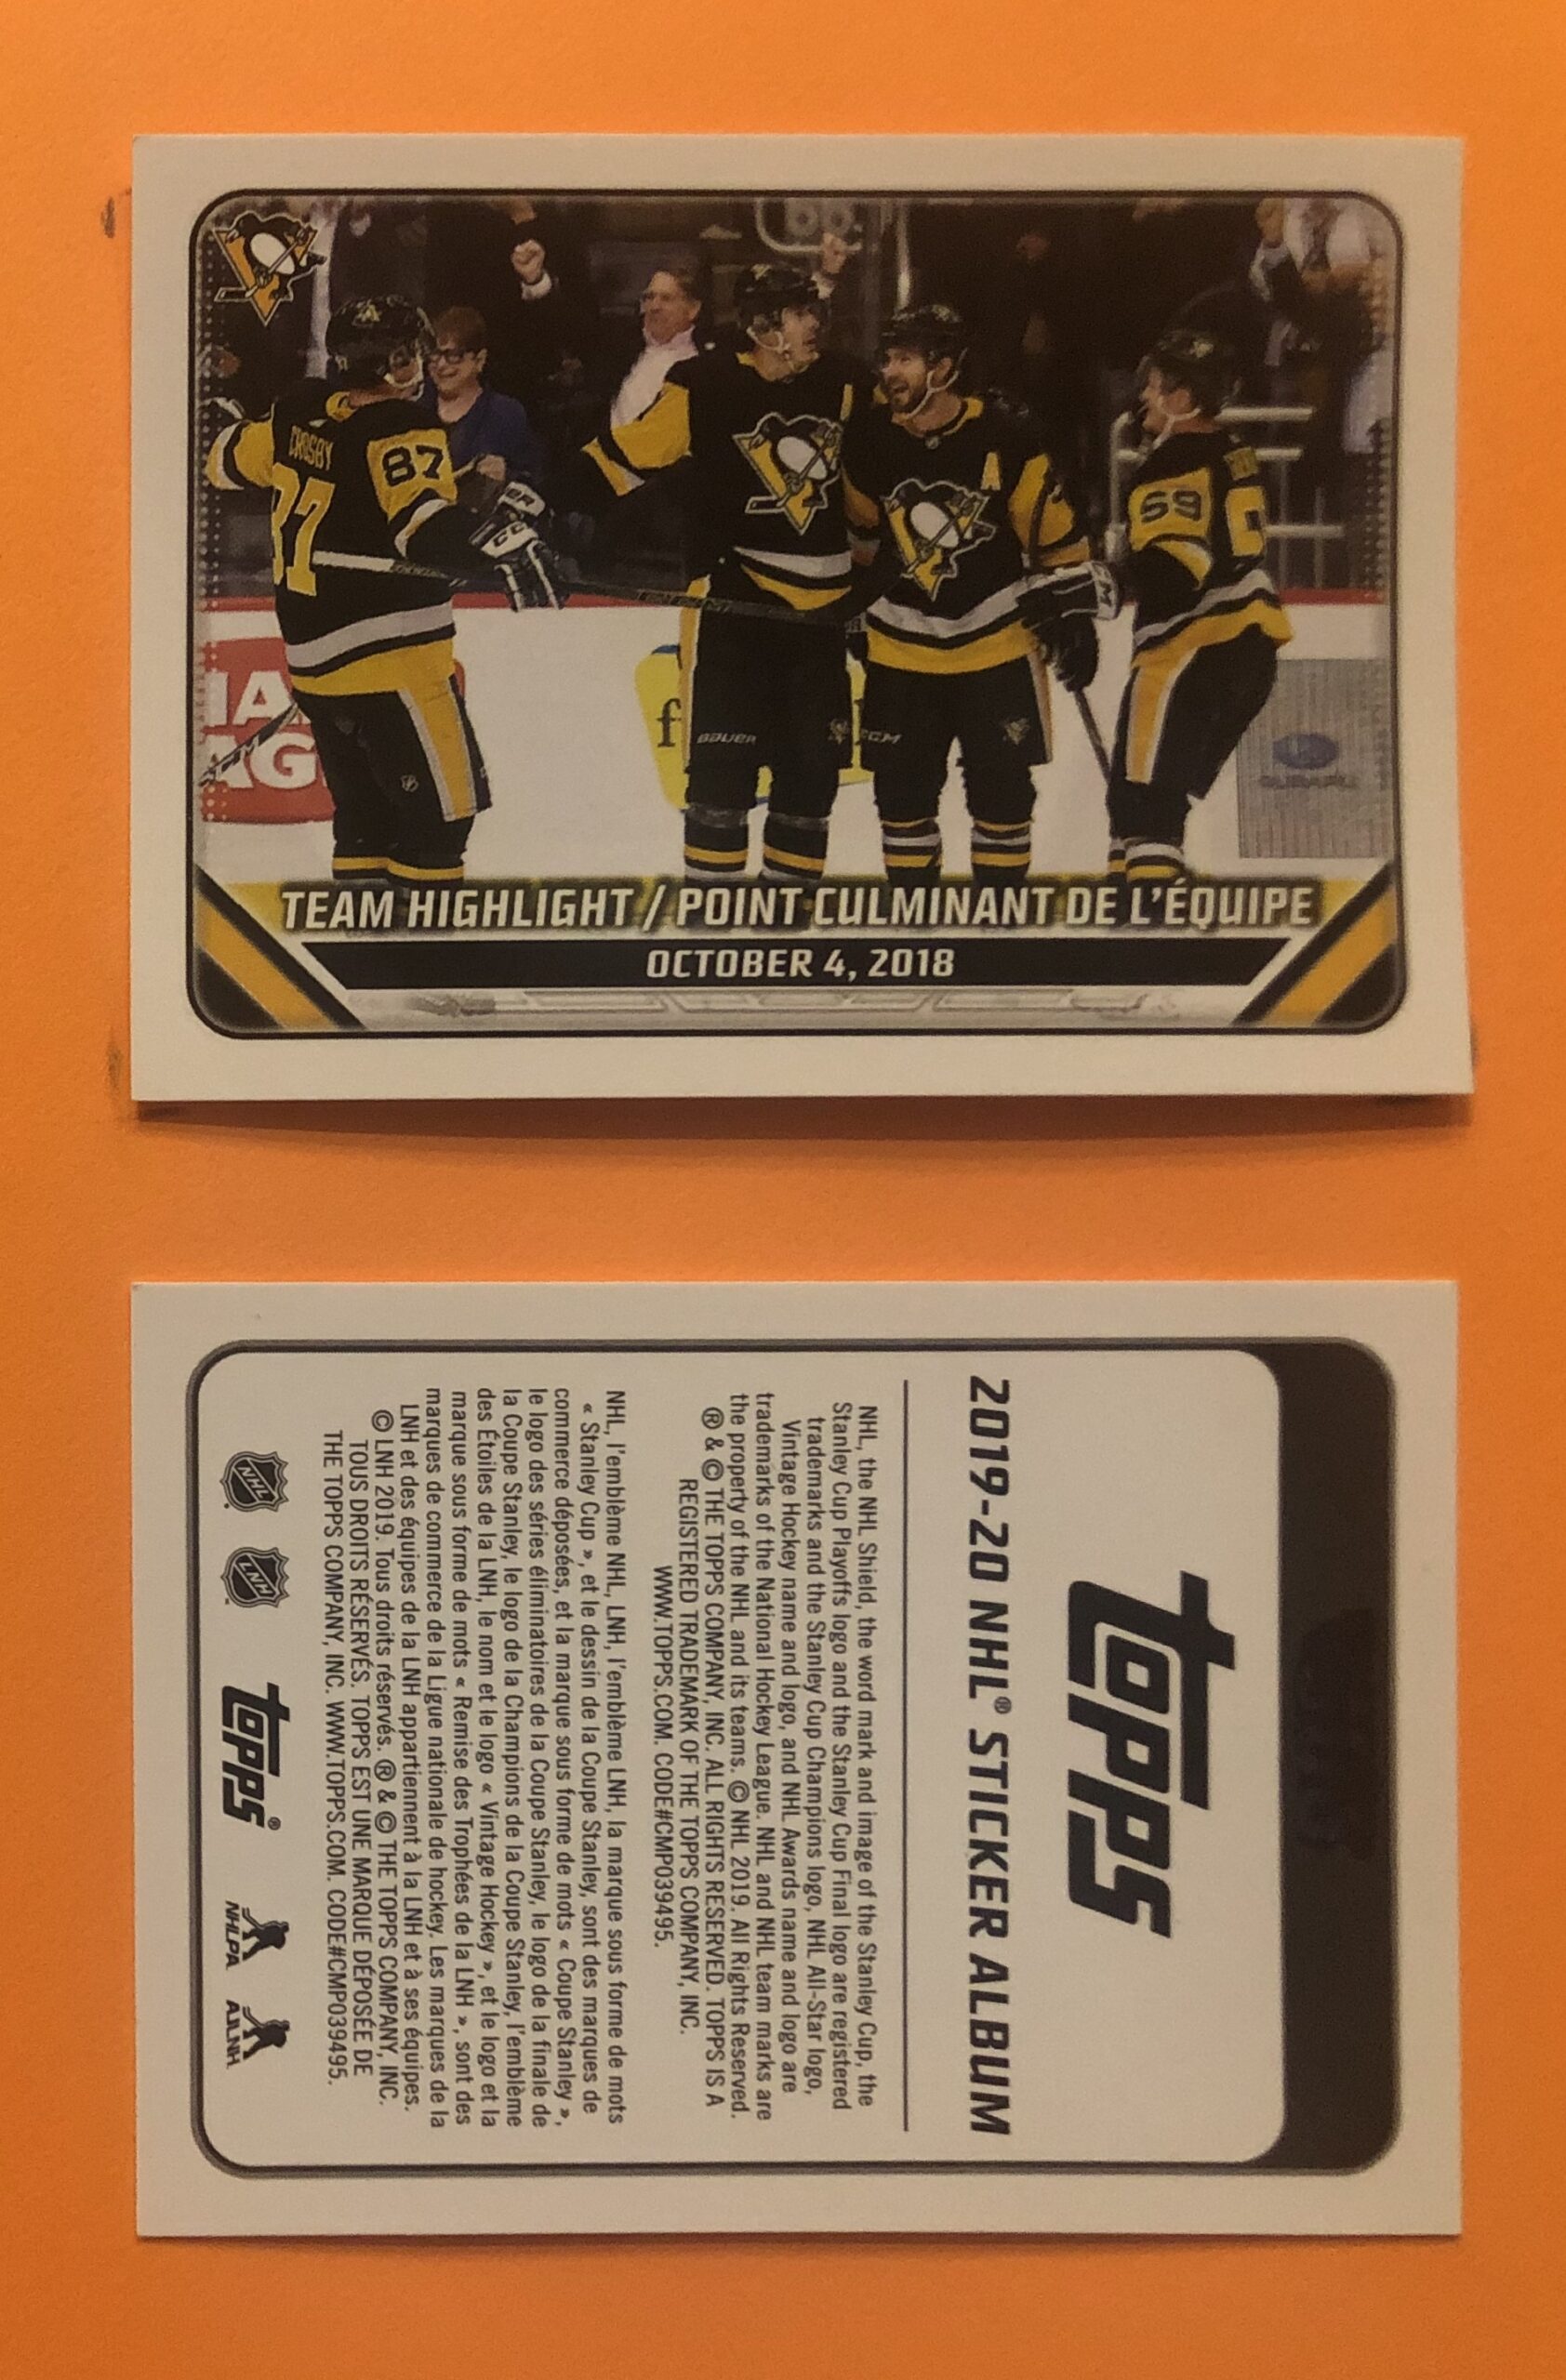 CROSBY
87
87
A
59
BAUER
CCM
SUBARU
TEAM HIGHLIGHT / POINT CULMINANT DE L'ÉQUIPE
OCTOBER 4, 2018
topps
2019-20 NHL® STICKER ALBUM
NHL, the NHL Shield, the word mark and image of the Stanley Cup, the
Stanley Cup Playoffs logo and the Stanley Cup Final logo are registered
trademarks and the Stanley Cup Champions logo, NHL All-Star logo,
Vintage Hockey name and logo, and NHL Awards name and logo are
trademarks of the National Hockey League. NHL and NHL team marks are
the property of the NHL and its teams. © NHL 2019. All Rights Reserved.
® & © THE TOPPS COMPANY, INC. ALL RIGHTS RESERVED. TOPPS IS A
REGISTERED TRADEMARK OF THE TOPPS COMPANY, INC.
WWW.TOPPS.COM. CODE#CMP039495.
NHL, l'emblème NHL, LNH, l'emblème LNH, la marque sous forme de mots
« Stanley Cup », et le dessin de la Coupe Stanley, sont des marques de
commerce déposées, et la marque sous forme de mots « Coupe Stanley »,
le logo des séries éliminatoires de la Coupe Stanley, le logo de la finale de
la Coupe Stanley, le logo de la Champions de la Coupe Stanley, l'emblème
des Étoiles de la LNH, le nom et le logo « Vintage Hockey », et le logo et la
marque sous forme de mots « Remise des Trophées de la LNH », sont des
marques de commerce de la Ligue nationale de hockey. Les marques de la
LNH et des équipes de la LNH appartiennent à la LNH et à ses équipes.
© LNH 2019. Tous droits réservés. ® & © THE TOPPS COMPANY, INC.
TOUS DROITS RÉSERVÉS. TOPPS EST UNE MARQUE DÉPOSÉE DE
THE TOPPS COMPANY, INC. WWW.TOPPS.COM. CODE#CMP039495.
NHL LNH topps® NHLPA AJLNH